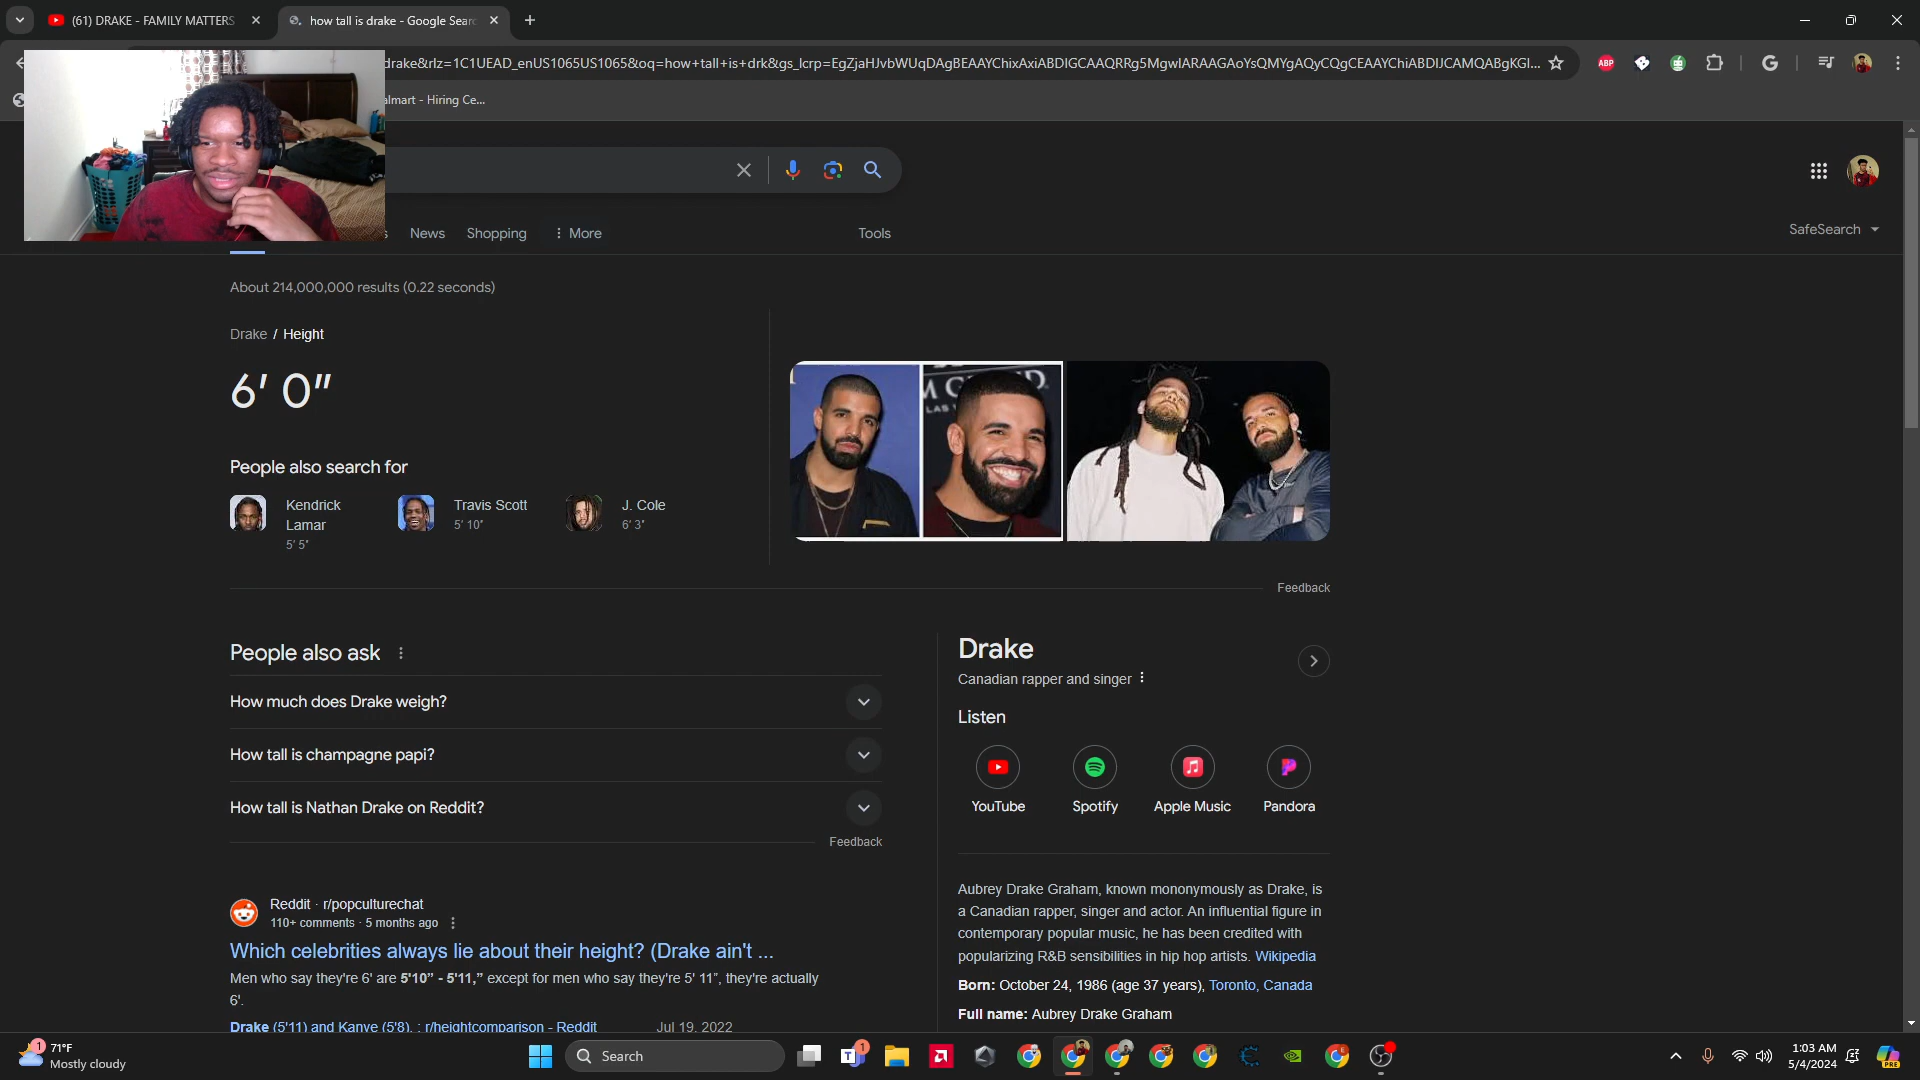 (61) DRAKE - FAMILY MATTERS
how tall is drake - Google Sear
drake&rlz=1C1UEAD_enUS1065US1065&oq=how+tall+is+drk&gs_lcrp=EgZjaHJvbWUqDAgBEAAYChixAxiABDIGCAAQRRg5MgwIARAAGAoYsQMYgAQyCQgCEAAYChiABDIJCAMQABgKGI...
ABP
almart - Hiring Ce...
s News Shopping More Tools
SafeSearch
About 214,000,000 results (0.22 seconds)
Drake / Height
6′ 0″
People also search for
Kendrick Lamar
5′ 5″
Travis Scott
5′ 10″
J. Cole
6′ 3″
M GRAND
LAS
Feedback
People also ask
How much does Drake weigh?
How tall is champagne papi?
How tall is Nathan Drake on Reddit?
Feedback
Reddit · r/popculturechat
110+ comments · 5 months ago
Which celebrities always lie about their height? (Drake ain't ...
Men who say they're 6' are 5'10” - 5'11,” except for men who say they're 5' 11”, they're actually
6'.
Drake (5'11) and Kanye (5'8). : r/heightcomparison - Reddit Jul 19, 2022
Drake
Canadian rapper and singer
Listen
YouTube Spotify Apple Music Pandora
Aubrey Drake Graham, known mononymously as Drake, is
a Canadian rapper, singer and actor. An influential figure in
contemporary popular music, he has been credited with
popularizing R&B sensibilities in hip hop artists. Wikipedia
Born: October 24, 1986 (age 37 years), Toronto, Canada
Full name: Aubrey Drake Graham
1
71°F
Mostly cloudy
Search
1
1:03 AM
5/4/2024
PRE